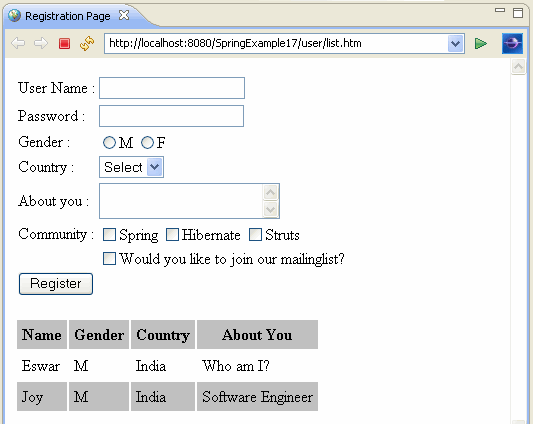 Registration Page
http://localhost:8080/SpringExample17/user/list.htm
User Name :
Password :
Gender : M F
Country : Select
About you :
Community : Spring Hibernate Struts
Would you like to join our mailinglist?
Register
Name Gender Country About You
Eswar M India Who am I?
Joy M India Software Engineer